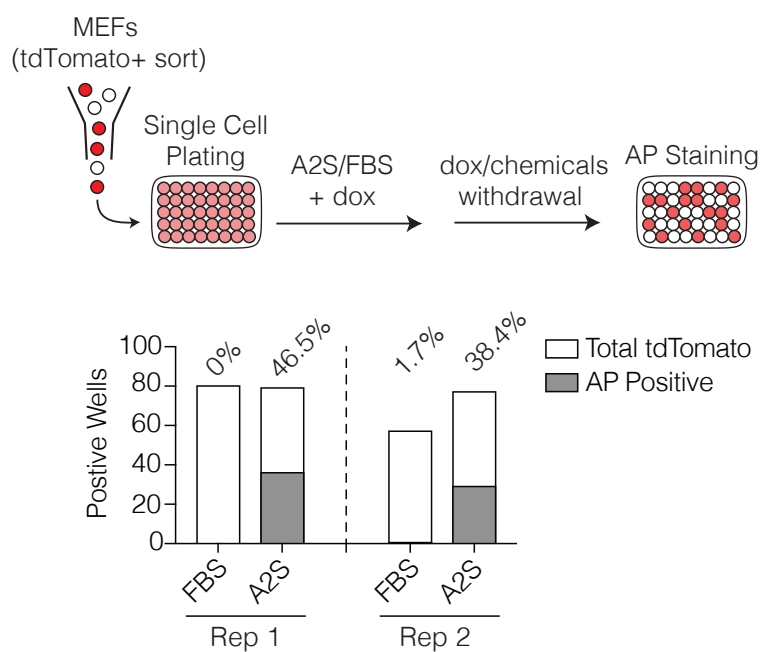 MEFs
(tdTomato+ sort)
Single Cell
Plating
A2S/FBS
+ dox
dox/chemicals
withdrawal
AP Staining
Postive Wells
100
80
60
40
20
0
0%
46.5%
1.7%
38.4%
Total tdTomato
AP Positive
FBS
A2S
FBS
A2S
Rep 1
Rep 2